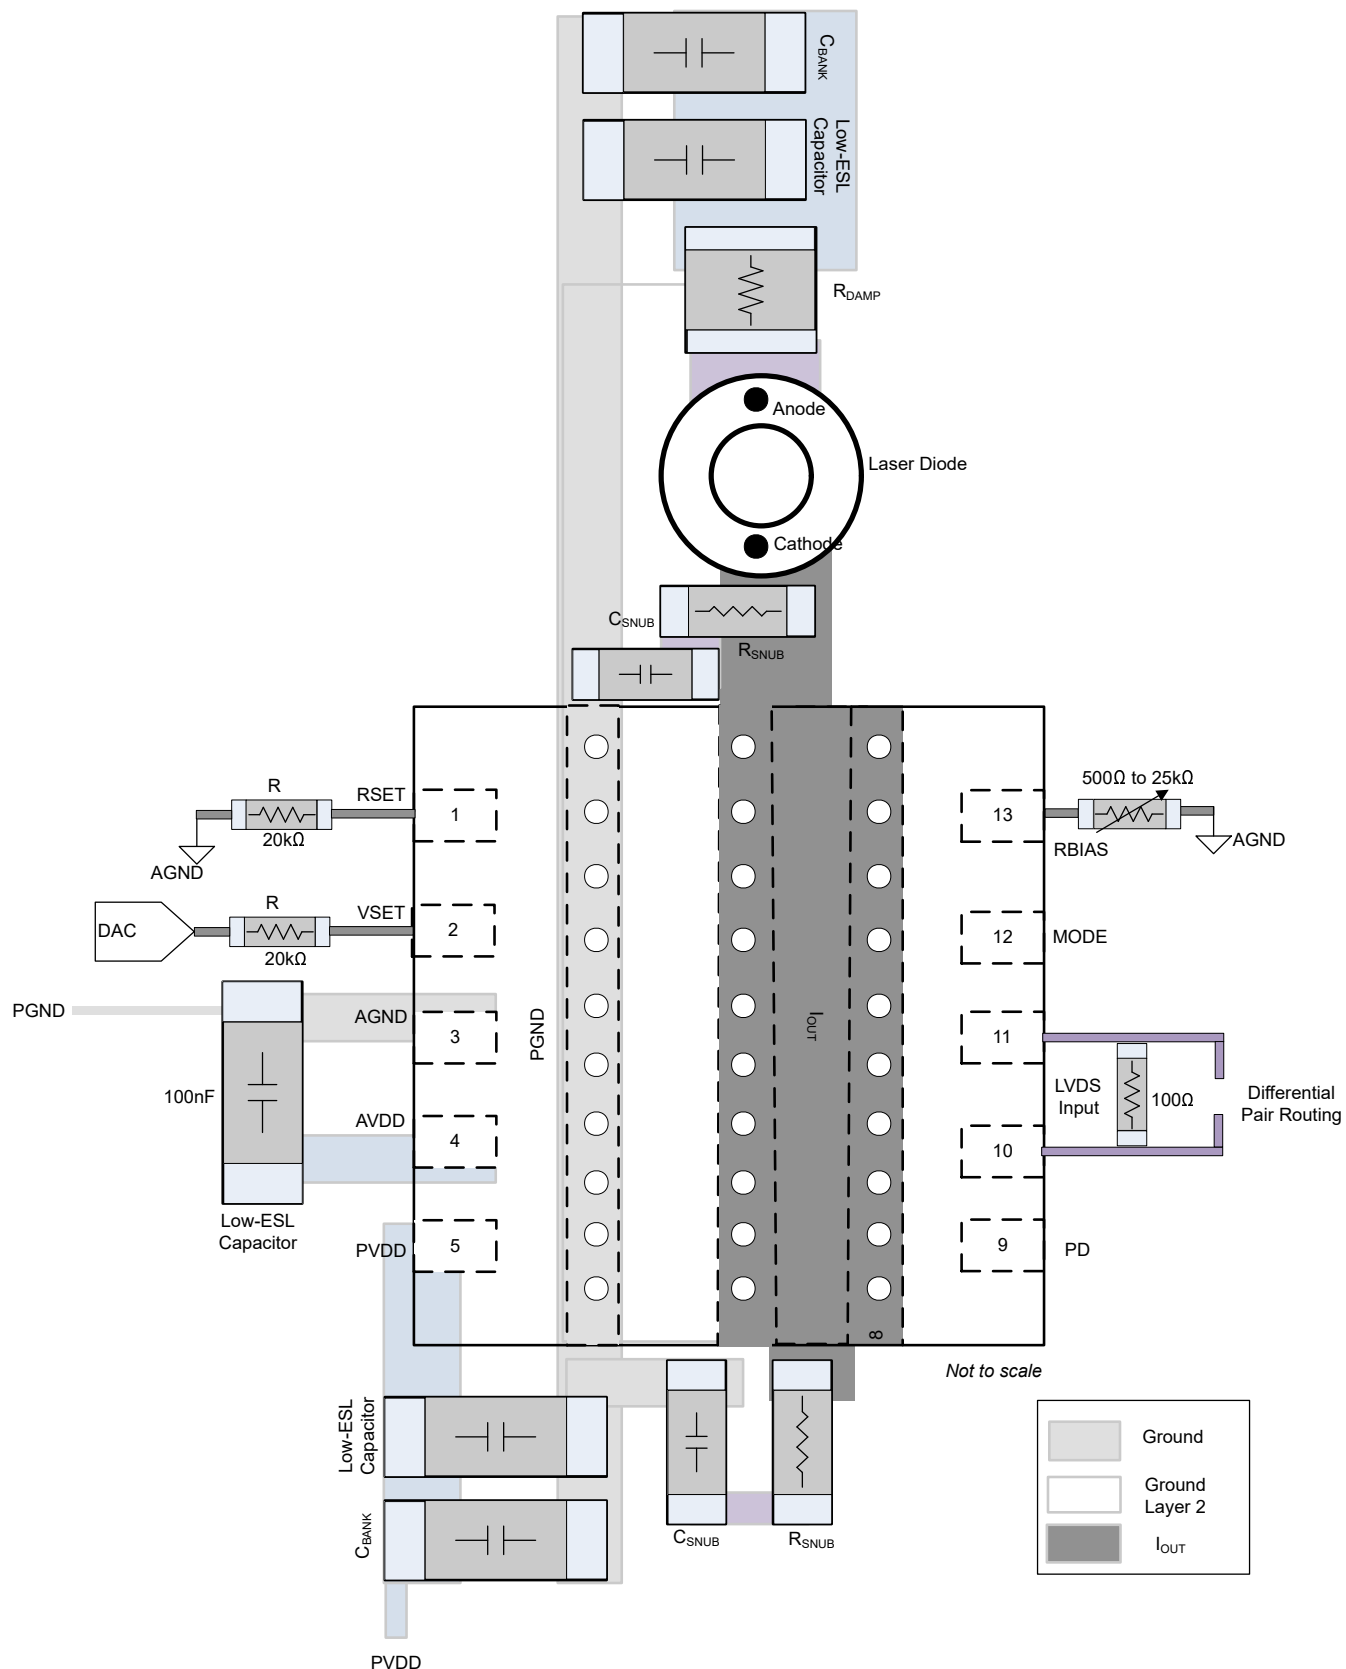 CBANK
Low-ESL
Capacitor
RDAMP
Anode
Laser Diode
Cathode
CSNUB
RSNUB
R
RSET
1
20kΩ
AGND
500Ω to 25kΩ
13
RBIAS
AGND
R
VSET
2
DAC
20kΩ
12
MODE
PGND
AGND
3
PGND
IOUT
11
100nF
LVDS
Input
100Ω
Differential
Pair Routing
AVDD
4
10
Low-ESL
Capacitor
PVDD
5
9
PD
8
Not to scale
Low-ESL
Capacitor
CBANK
CSNUB
RSNUB
PVDD
Ground
Ground
Layer 2
IOUT